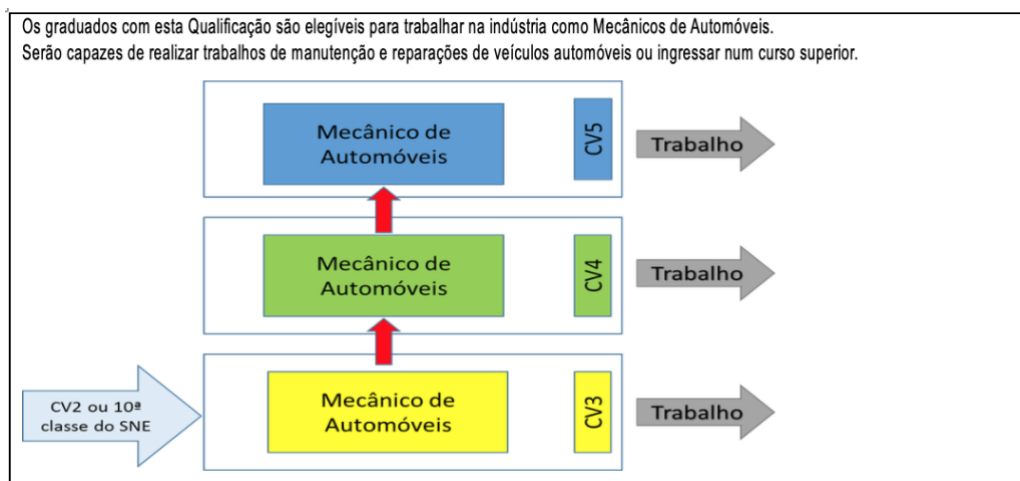 Os graduados com esta Qualificação são elegíveis para trabalhar na indústria como Mecânicos de Automóveis.
Serão capazes de realizar trabalhos de manutenção e reparações de veículos automóveis ou ingressar num curso superior.
Mecânico de
Automóveis
CV5
Trabalho
Mecânico de
Automóveis
CV4
Trabalho
CV2 ou 10ª
classe do SNE
Mecânico de
Automóveis
CV3
Trabalho